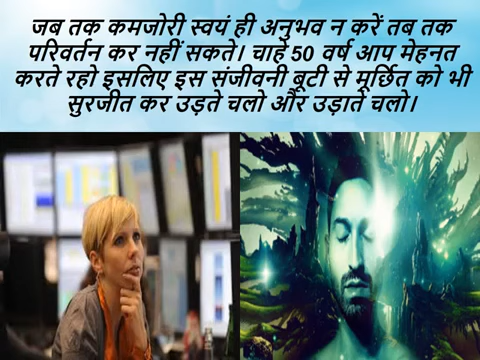 जब तक कमजोरी स्वयं ही अनुभव न करें तब तक
परिवर्तन कर नहीं सकते। चाहे 50 वर्ष आप मेहनत
करते रहो इसलिए इस संजीवनी बूटी से मूर्छित को भी
सुरजीत कर उड़ते चलो और उड़ाते चलो।